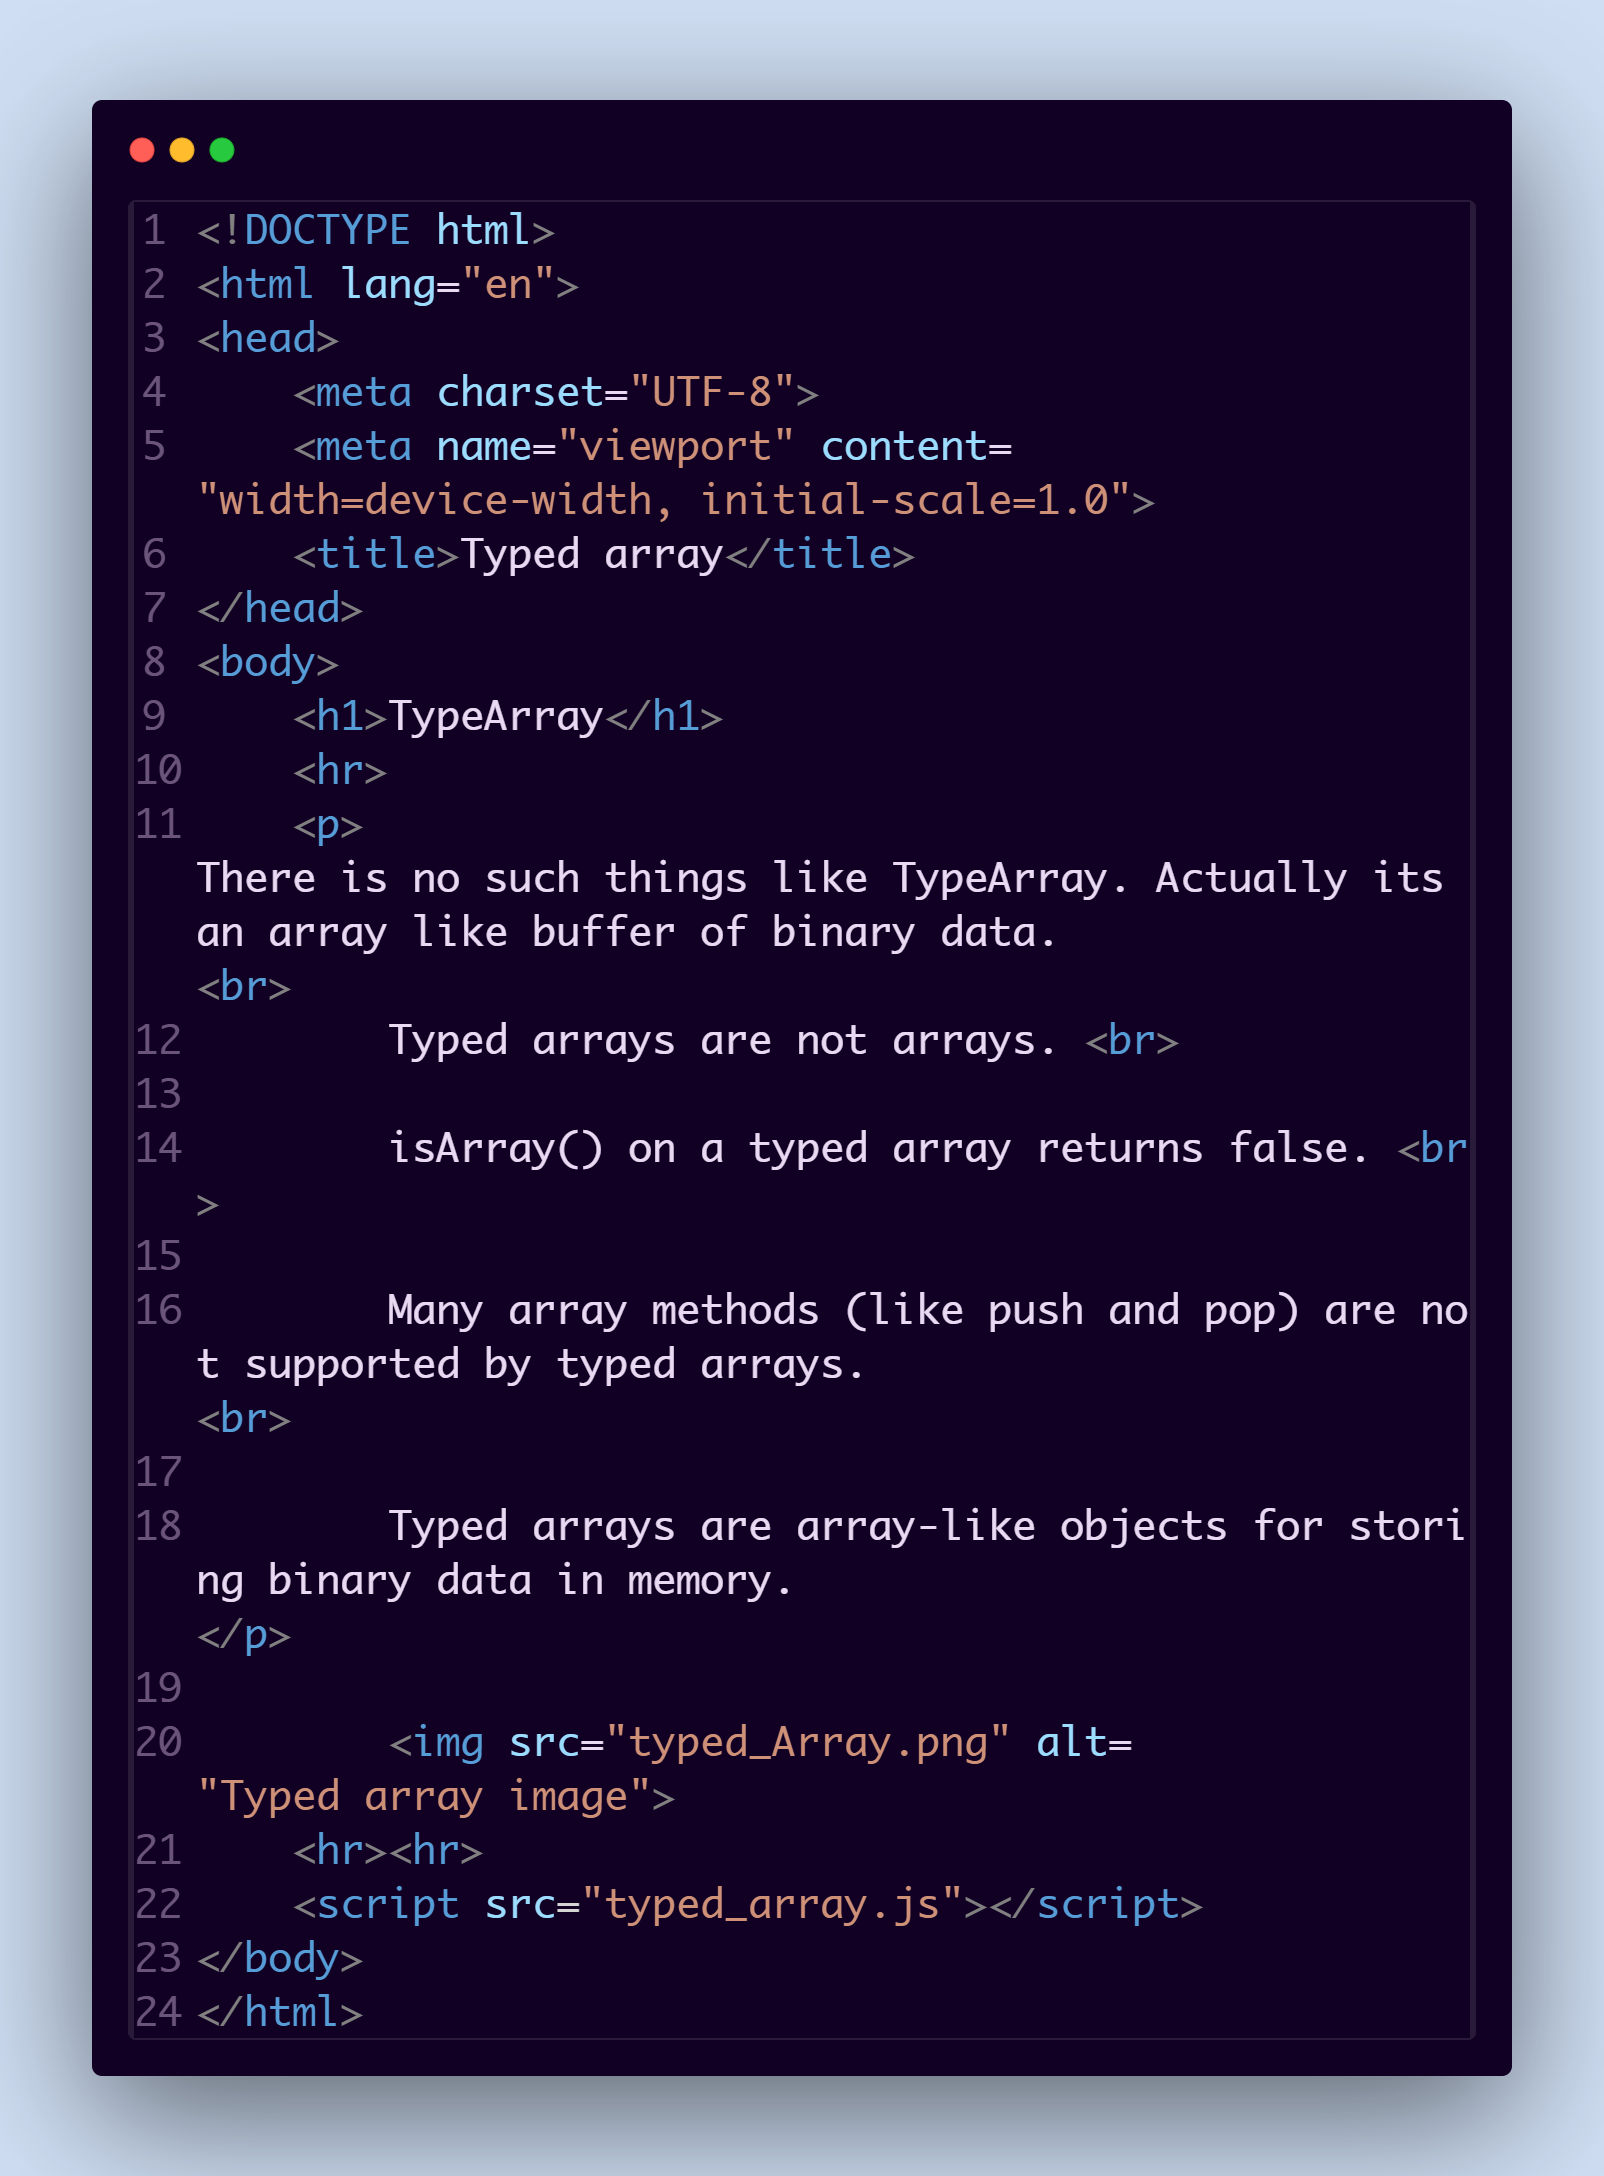 1 <!DOCTYPE html>
2 <html lang="en">
3 <head>
4     <meta charset="UTF-8">
5     <meta name="viewport" content=
"width=device-width, initial-scale=1.0">
6     <title>Typed array</title>
7 </head>
8 <body>
9     <h1>TypeArray</h1>
10     <hr>
11     <p>
There is no such things like TypeArray. Actually its
an array like buffer of binary data.
<br>
12         Typed arrays are not arrays. <br>
13
14         isArray() on a typed array returns false. <br
>
15
16         Many array methods (like push and pop) are no
t supported by typed arrays.
<br>
17
18         Typed arrays are array-like objects for stori
ng binary data in memory.
</p>
19
20         <img src="typed_Array.png" alt=
"Typed array image">
21     <hr><hr>
22     <script src="typed_array.js"></script>
23 </body>
24 </html>